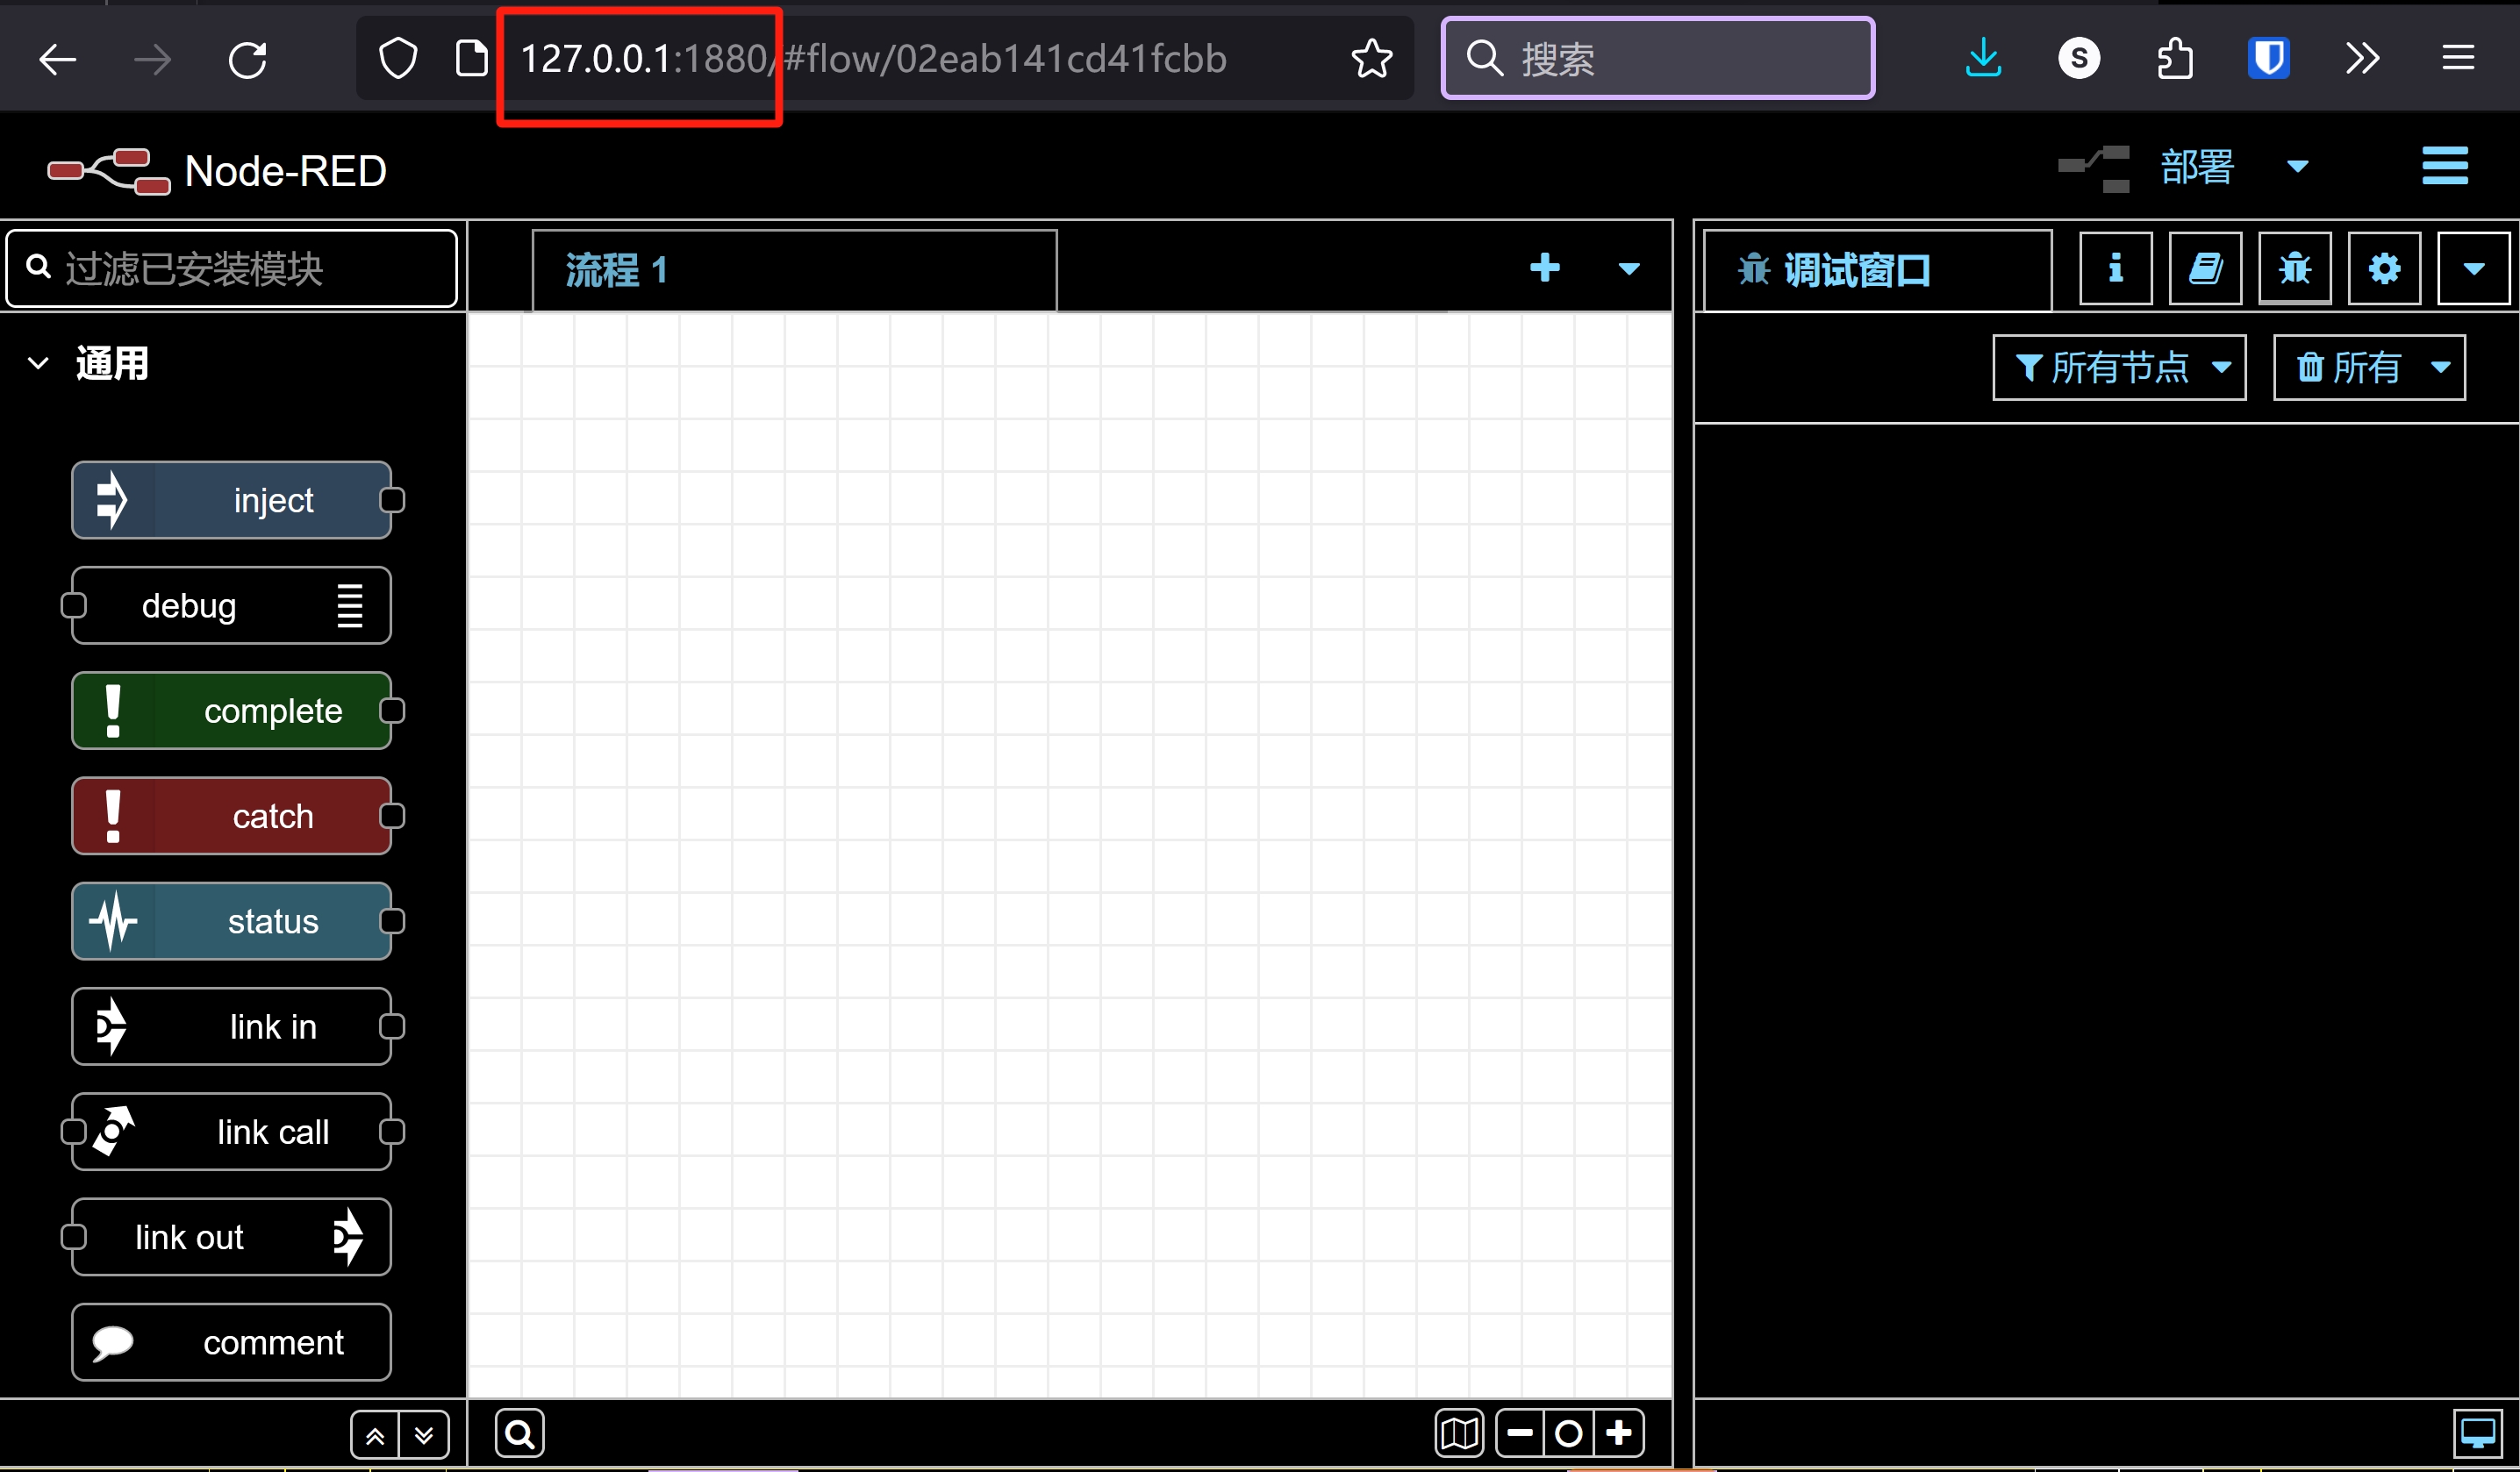 127.0.0.1:1880/#flow/02eab141cd41fcbb
搜索
S
Node-RED
部署
过滤已安装模块
流程 1
调试窗口
通用
所有节点
所有
inject
debug
complete
catch
status
link in
link call
link out
comment